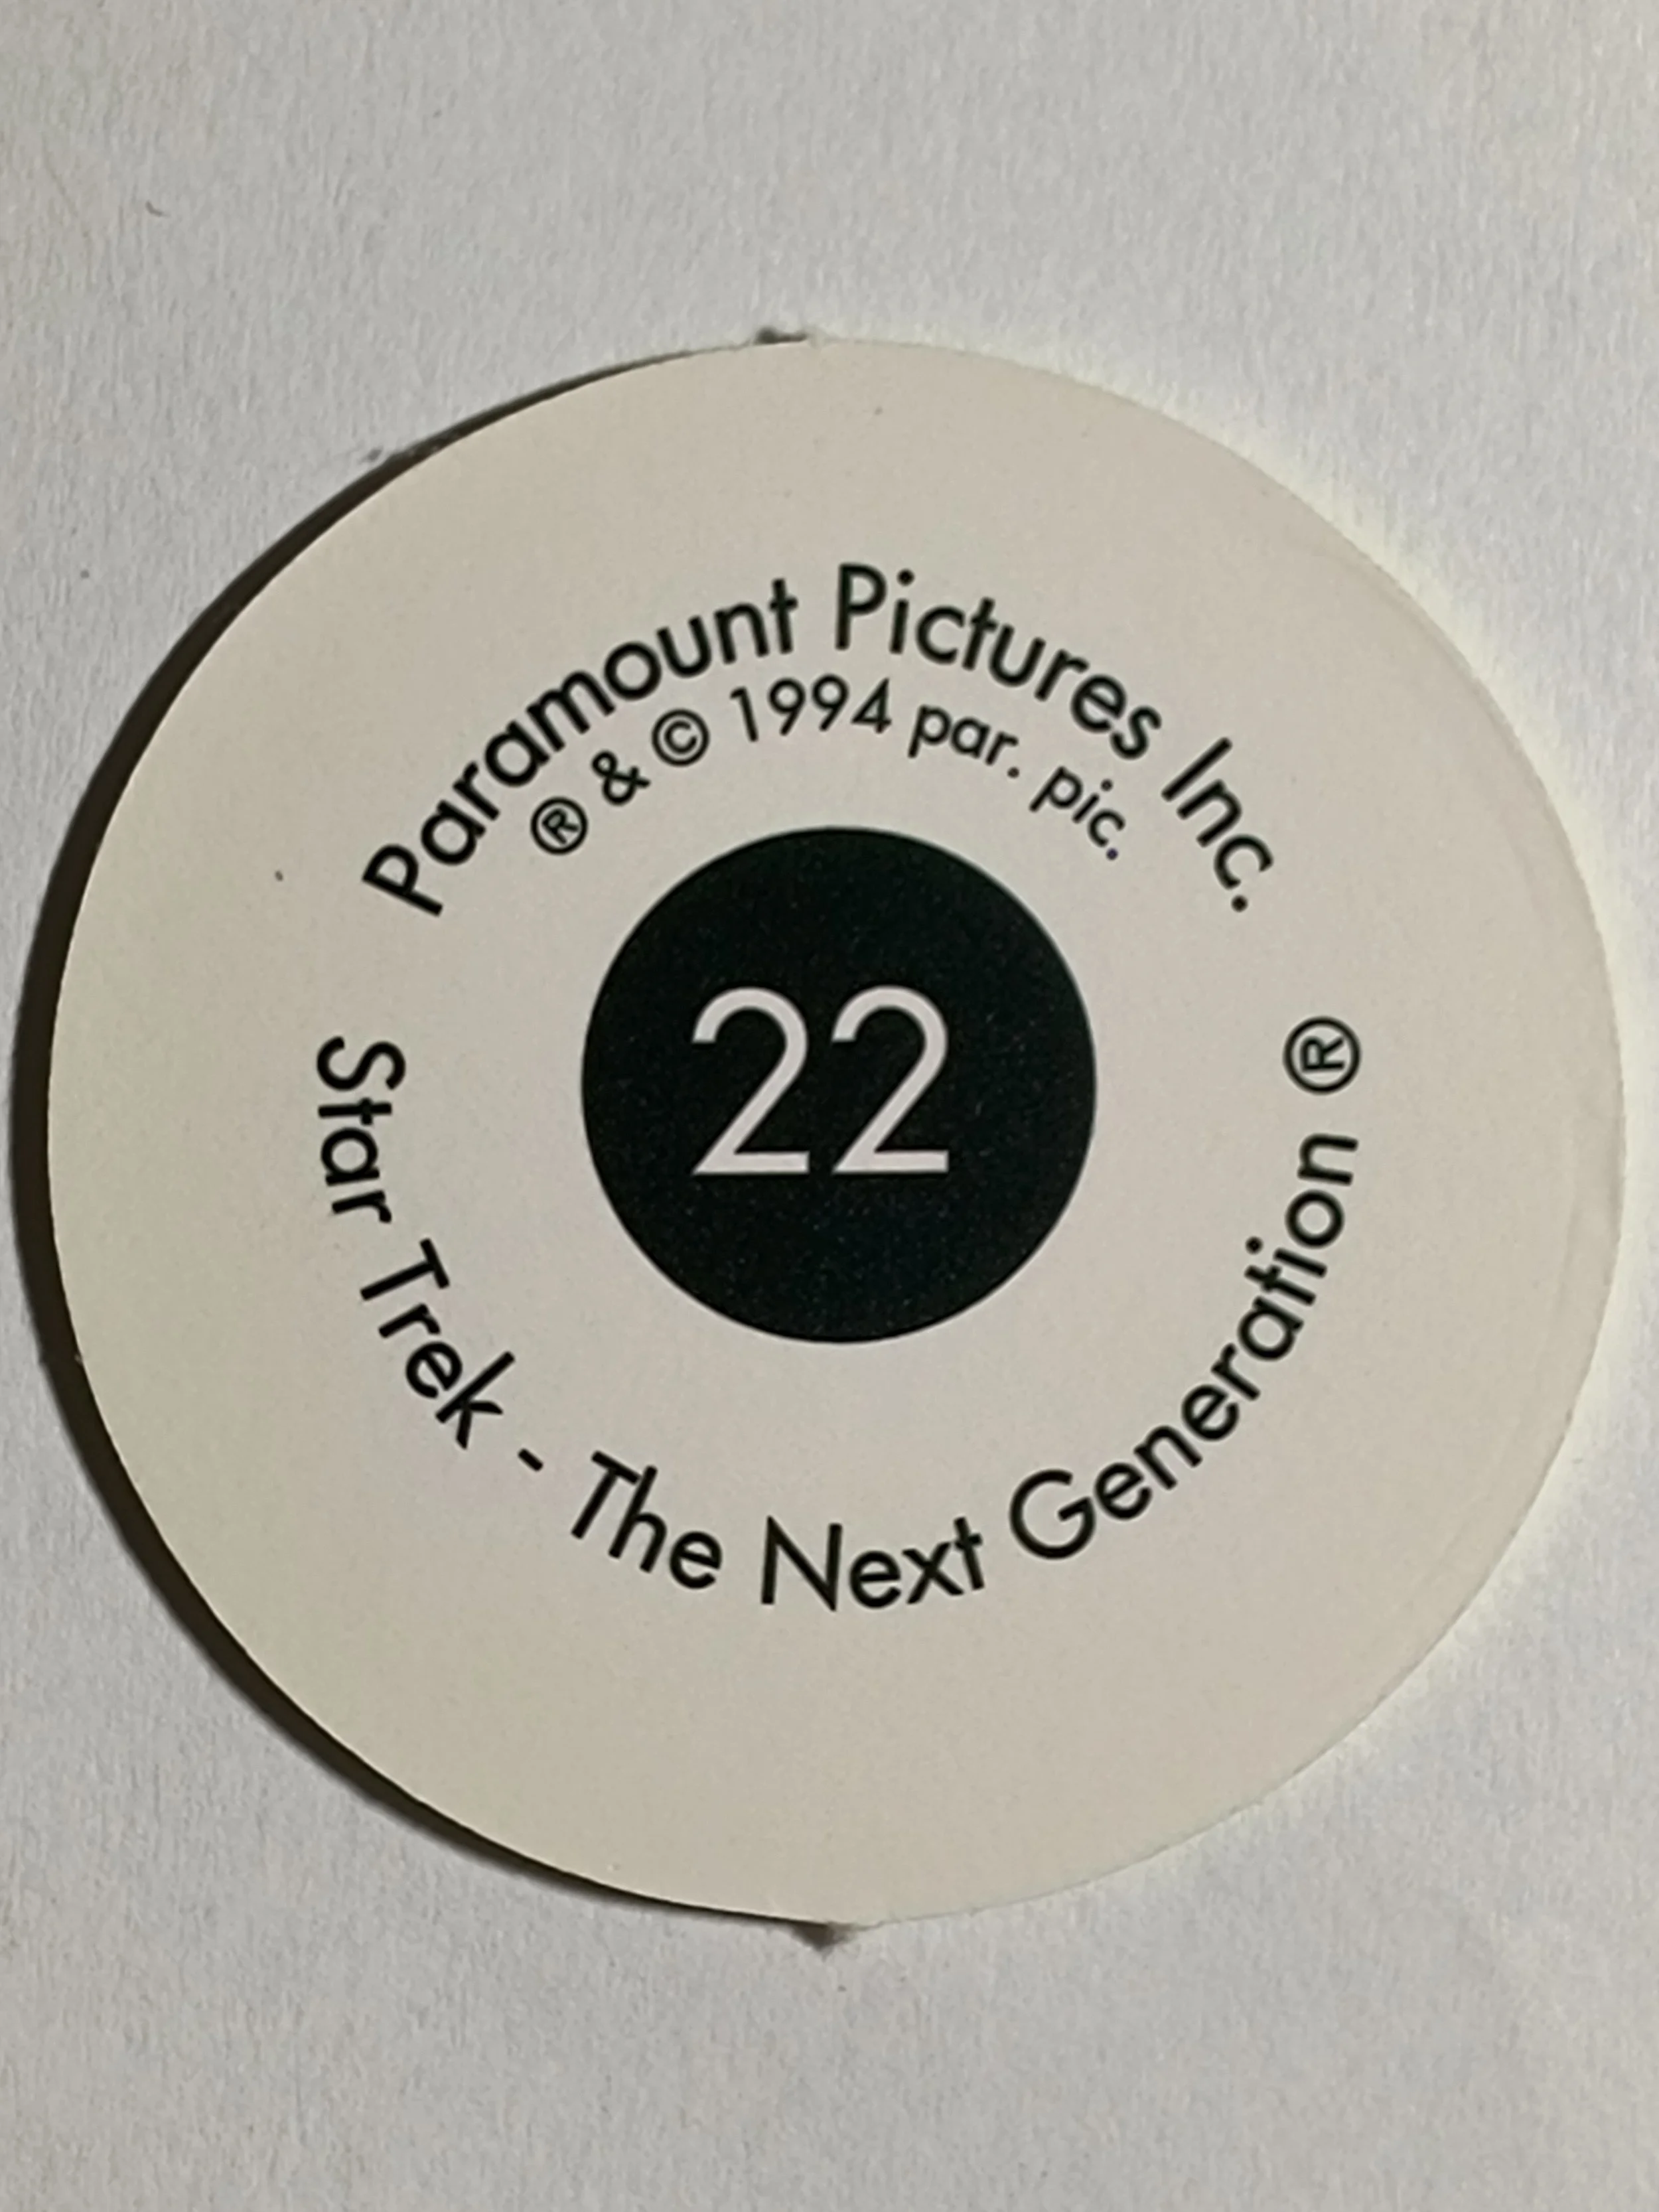 Paramount Pictures Inc.
® & © 1994 par. pic.
22
Star Trek - The Next Generation ®